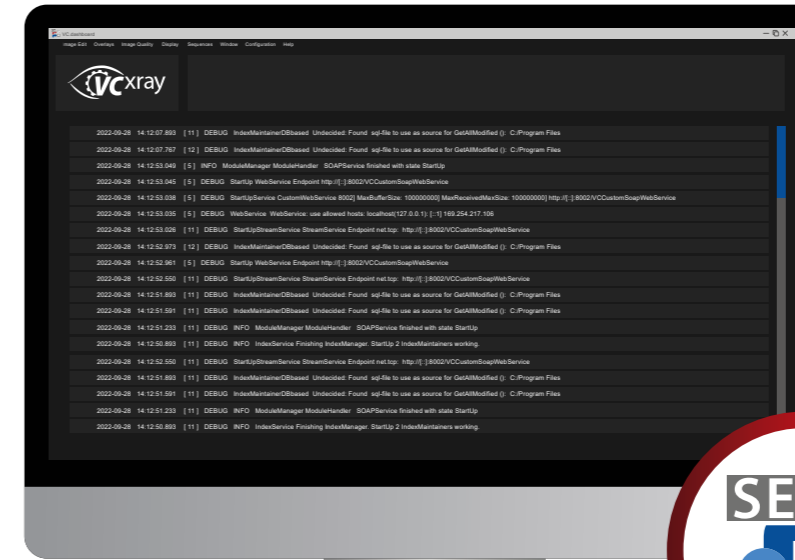 VC.dashboard
mage Edit Overlays Image Quality Display Sequences Window Configuration Help
VCxray
2022-09-28 14:12:07.893 [ 11 ] DEBUG IndexMaintainerDBbased Undecided: Found sql-file to use as source for GetAllModified (): C:/Program Files
2022-09-28 14:12:07.767 [ 12 ] DEBUG IndexMaintainerDBbased Undecided: Found sql-file to use as source for GetAllModified (): C:/Program Files
2022-09-28 14:12:53.049 [ 5 ] INFO ModuleManager ModuleHandler SOAPService finished with state StartUp
2022-09-28 14:12:53.045 [ 5 ] DEBUG StartUp WebService Endpoint http://[::]:8002/VCCustomSoapWebService
2022-09-28 14:12:53.038 [ 5 ] DEBUG StartUpService CustomWebService 8002] MaxBufferSize: 100000000] MaxReceivedMexSize: 100000000] http://[::]:8002/VCCustomSoapWebService
2022-09-28 14:12:53.035 [ 5 ] DEBUG WebService WebService: use allowed hosts: localhost(127.0.0.1): [::1] 169.254.217.106
2022-09-28 14:12:53.026 [ 11 ] DEBUG StartUpStreamService StreamService Endpoint net.tcp: http://[::]:8002/VCCustomSoapWebService
2022-09-28 14:12:52.973 [ 12 ] DEBUG IndexMaintainerDBbased Undecided: Found sql-file to use as source for GetAllModified (): C:/Program Files
2022-09-28 14:12:52.961 [ 5 ] DEBUG StartUp WebService Endpoint http://[::]:8002/VCCustomSoapWebService
2022-09-28 14:12:52.550 [ 11 ] DEBUG StartUpStreamService StreamService Endpoint net.tcp: http://[::]:8002/VCCustomSoapWebService
2022-09-28 14:12:51.893 [ 11 ] DEBUG IndexMaintainerDBbased Undecided: Found sql-file to use as source for GetAllModified (): C:/Program Files
2022-09-28 14:12:51.591 [ 11 ] DEBUG IndexMaintainerDBbased Undecided: Found sql-file to use as source for GetAllModified (): C:/Program Files
2022-09-28 14:12:51.233 [ 11 ] DEBUG INFO ModuleManager ModuleHandler SOAPService finished with state StartUp
2022-09-28 14:12:50.893 [ 11 ] DEBUG INFO IndexService Finishing IndexManager. StartUp 2 IndexMaintainers working.
2022-09-28 14:12:52.550 [ 11 ] DEBUG StartUpStreamService StreamService Endpoint net.tcp: http://[::]:8002/VCCustomSoapWebService
2022-09-28 14:12:51.893 [ 11 ] DEBUG IndexMaintainerDBbased Undecided: Found sql-file to use as source for GetAllModified (): C:/Program Files
2022-09-28 14:12:51.591 [ 11 ] DEBUG IndexMaintainerDBbased Undecided: Found sql-file to use as source for GetAllModified (): C:/Program Files
2022-09-28 14:12:51.233 [ 11 ] DEBUG INFO ModuleManager ModuleHandler SOAPService finished with state StartUp
2022-09-28 14:12:50.893 [ 11 ] DEBUG INFO IndexService Finishing IndexManager. StartUp 2 IndexMaintainers working.
SE